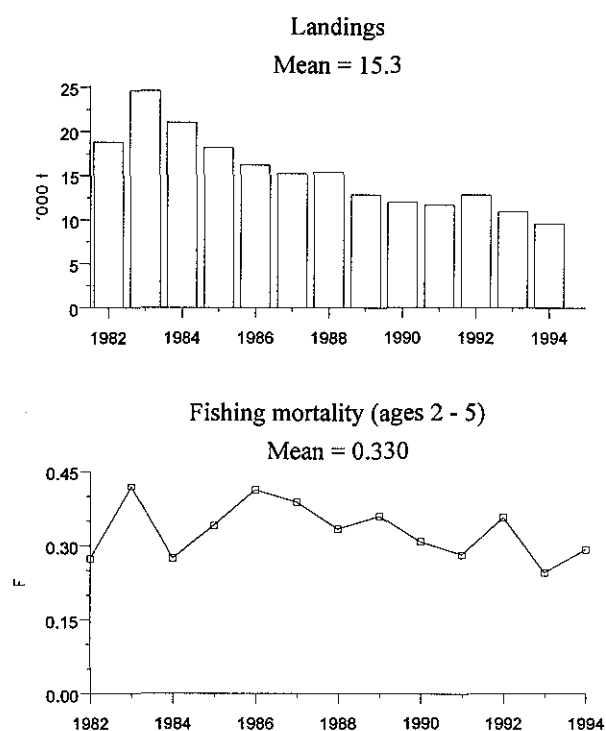 Landings
Mean = 15.3
25
20
15
10
5
0
'000 t
1982 1984 1986 1988 1990 1992 1994
Fishing mortality (ages 2 - 5)
Mean = 0.330
0.45
0.30
0.15
0.00
F
1982 1984 1986 1988 1990 1992 1994